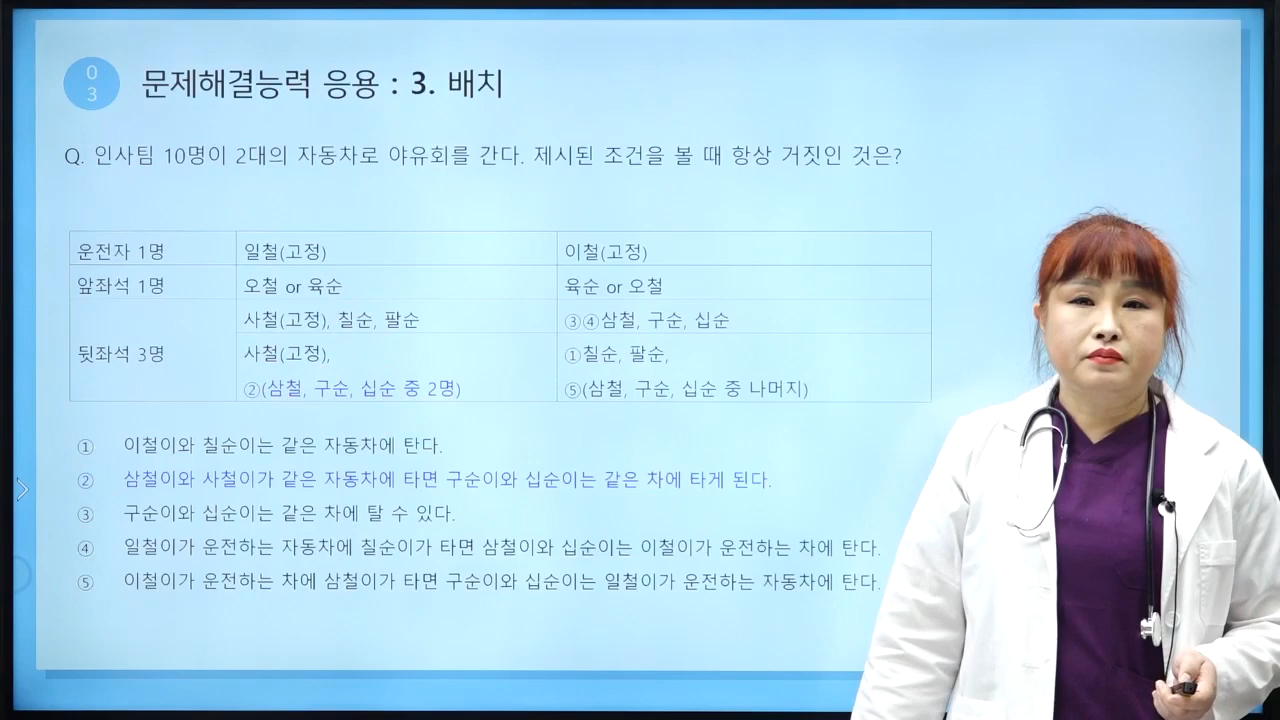 0
3
문제해결능력 응용 : 3. 배치
Q. 인사팀 10명이 2대의 자동차로 야유회를 간다. 제시된 조건을 볼 때 항상 거짓인 것은?
운전자 1명 일철(고정) 이철(고정)
앞좌석 1명 오철 or 육순 육순 or 오철
사철(고정), 칠순, 팔순 ③④삼철, 구순, 십순
뒷좌석 3명 사철(고정), ①칠순, 팔순,
②(삼철, 구순, 십순 중 2명) ⑤(삼철, 구순, 십순 중 나머지)
① 이철이와 칠순이는 같은 자동차에 탄다.
② 삼철이와 사철이가 같은 자동차에 타면 구순이와 십순이는 같은 차에 타게 된다.
③ 구순이와 십순이는 같은 차에 탈 수 있다.
④ 일철이가 운전하는 자동차에 칠순이가 타면 삼철이와 십순이는 이철이가 운전하는 차에 탄다.
⑤ 이철이가 운전하는 차에 삼철이가 타면 구순이와 십순이는 일철이가 운전하는 자동차에 탄다.